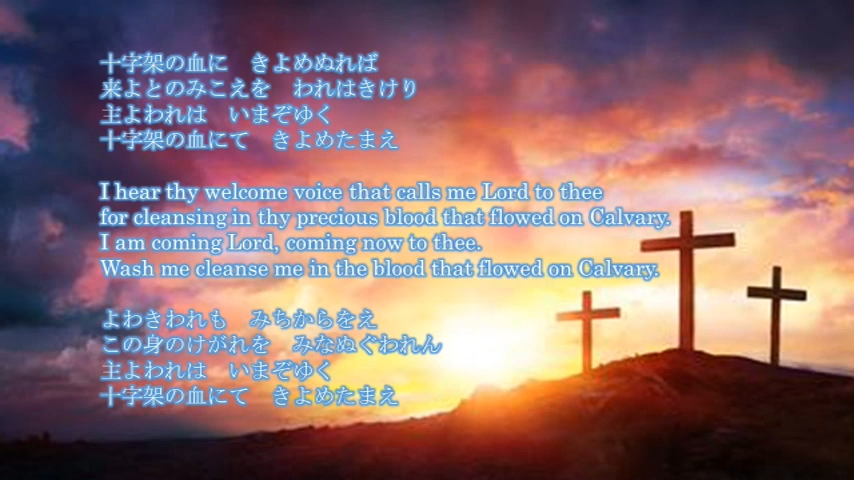 十字架の血に　きよめぬれば
来よとのみこえを　われはきけり
主よわれは　いまぞゆく
十字架の血にて　きよめたまえ
I hear thy welcome voice that calls me Lord to thee
for cleansing in thy precious blood that flowed on Calvary.
I am coming Lord, coming now to thee.
Wash me cleanse me in the blood that flowed on Calvary.
よわきわれも　みちからをえ
この身のけがれを　みなぬぐわれん
主よわれは　いまぞゆく
十字架の血にて　きよめたまえ